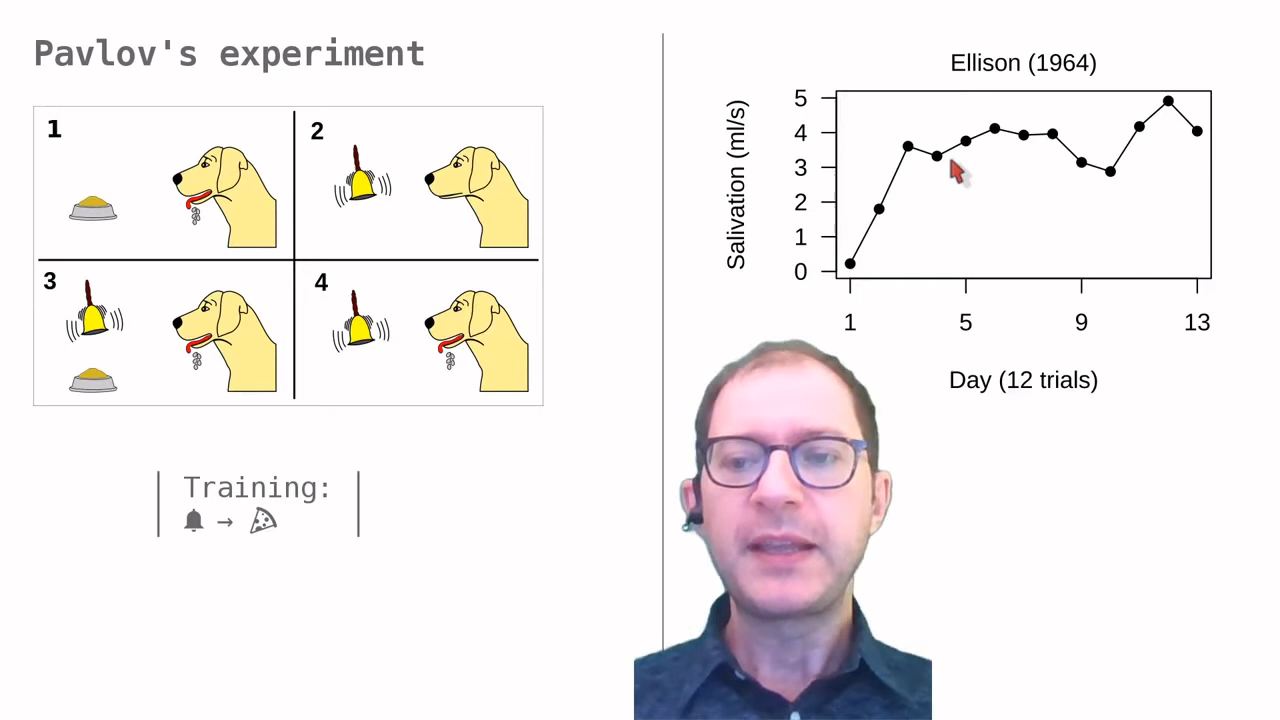 Pavlov's experiment
1
2
3
4
Training:
→
Ellison (1964)
Salivation (ml/s)
5
4
3
2
1
0
1 5 9 13
Day (12 trials)